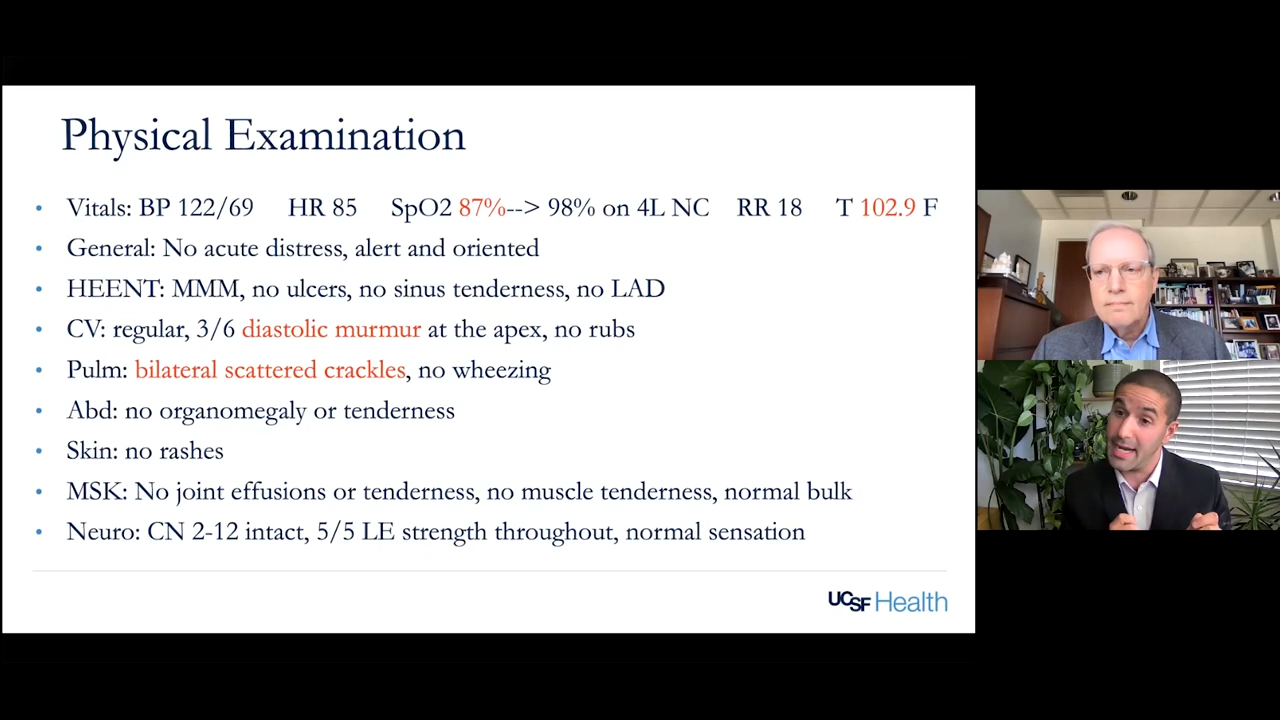 Physical Examination
• Vitals: BP 122/69 HR 85 SpO2 87%--> 98% on 4L NC RR 18 T 102.9 F
• General: No acute distress, alert and oriented
• HEENT: MMM, no ulcers, no sinus tenderness, no LAD
• CV: regular, 3/6 diastolic murmur at the apex, no rubs
• Pulm: bilateral scattered crackles, no wheezing
• Abd: no organomegaly or tenderness
• Skin: no rashes
• MSK: No joint effusions or tenderness, no muscle tenderness, normal bulk
• Neuro: CN 2-12 intact, 5/5 LE strength throughout, normal sensation
UCSF Health